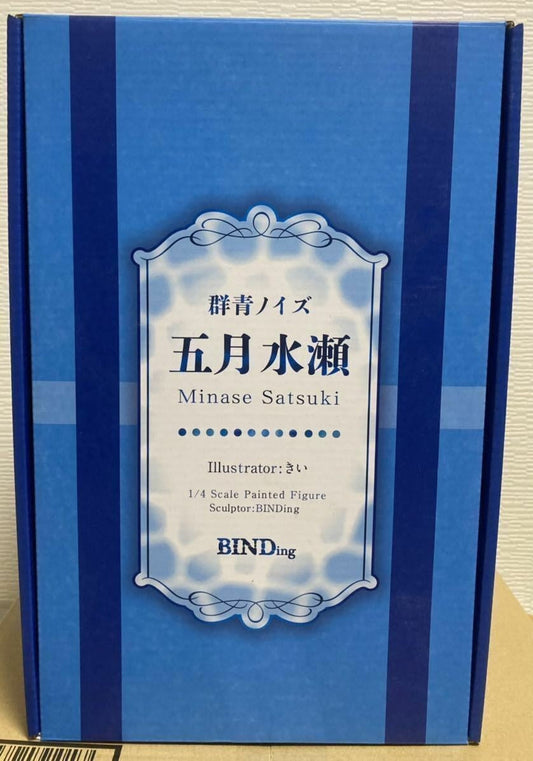 群青ノイズ
五月水瀬
Minase Satsuki
Illustrator:きい
1/4 Scale Painted Figure
Sculptor:BINDing
BINDing